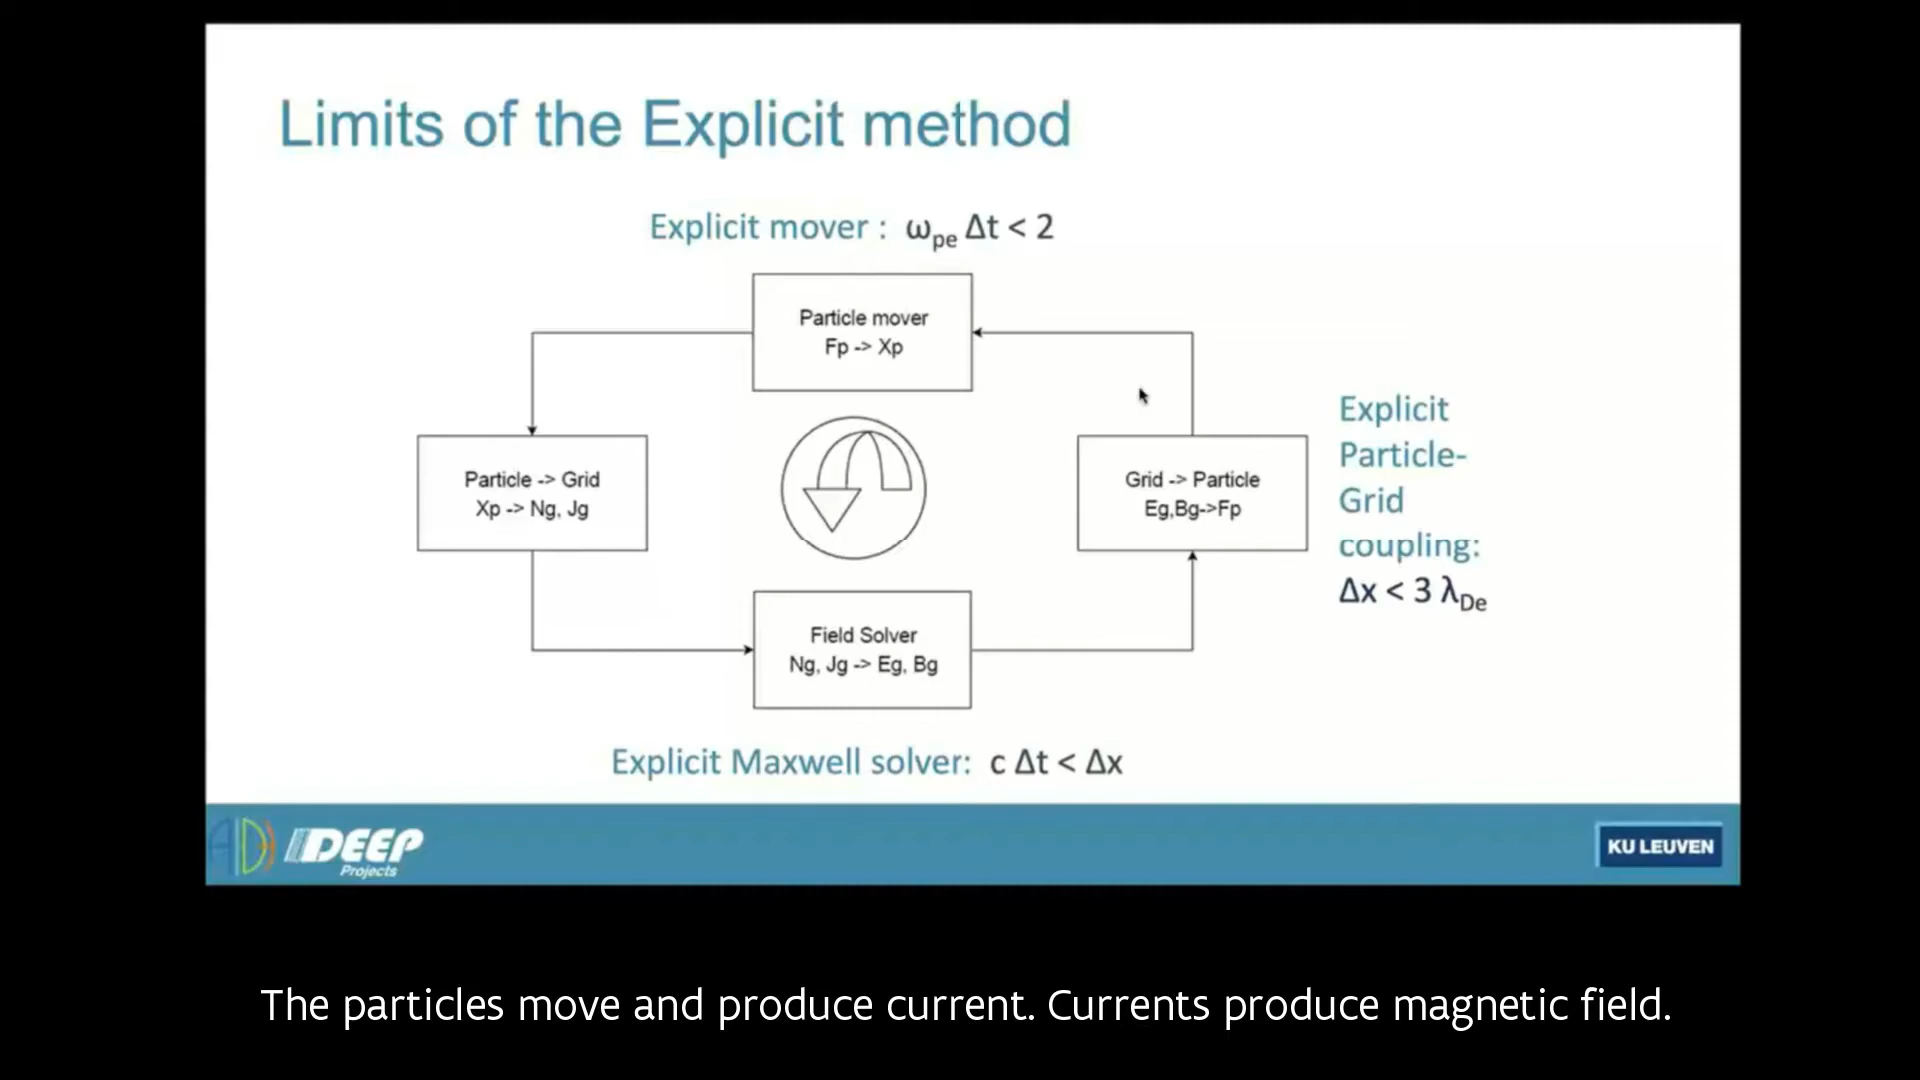 Limits of the Explicit method
Explicit mover : ωpe Δt < 2
Particle mover
Fp -> Xp
Particle -> Grid
Xp -> Ng, Jg
Grid -> Particle
Eg,Bg->Fp
Explicit
Particle-
Grid
coupling:
Δx < 3 λDe
Field Solver
Ng, Jg -> Eg, Bg
Explicit Maxwell solver: c Δt < Δx
DEEP
Projects
KU LEUVEN
The particles move and produce current. Currents produce magnetic field.